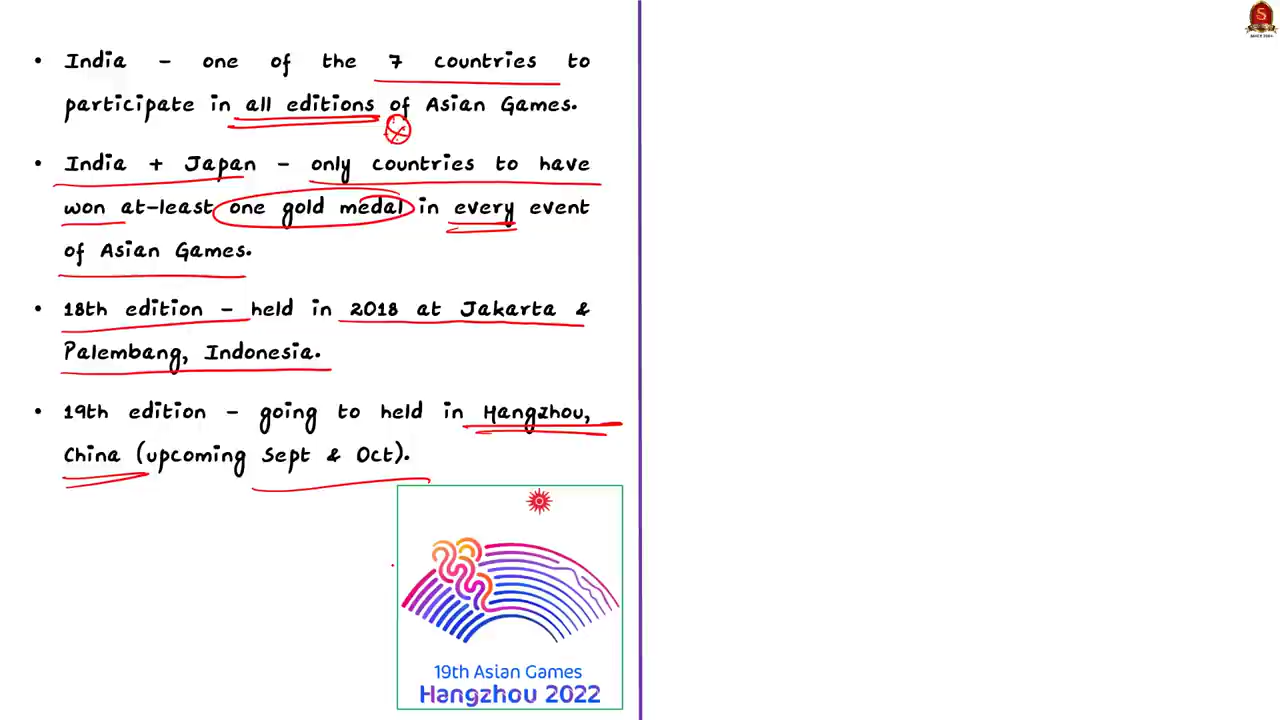 • India - one of the 7 countries to
participate in all editions of Asian Games.
• India + Japan - only countries to have
won at-least one gold medal in every event
of Asian Games.
• 18th edition - held in 2018 at Jakarta &
Palembang, Indonesia.
• 19th edition - going to held in Hangzhou,
China (upcoming Sept & Oct).
19th Asian Games
Hangzhou 2022
S